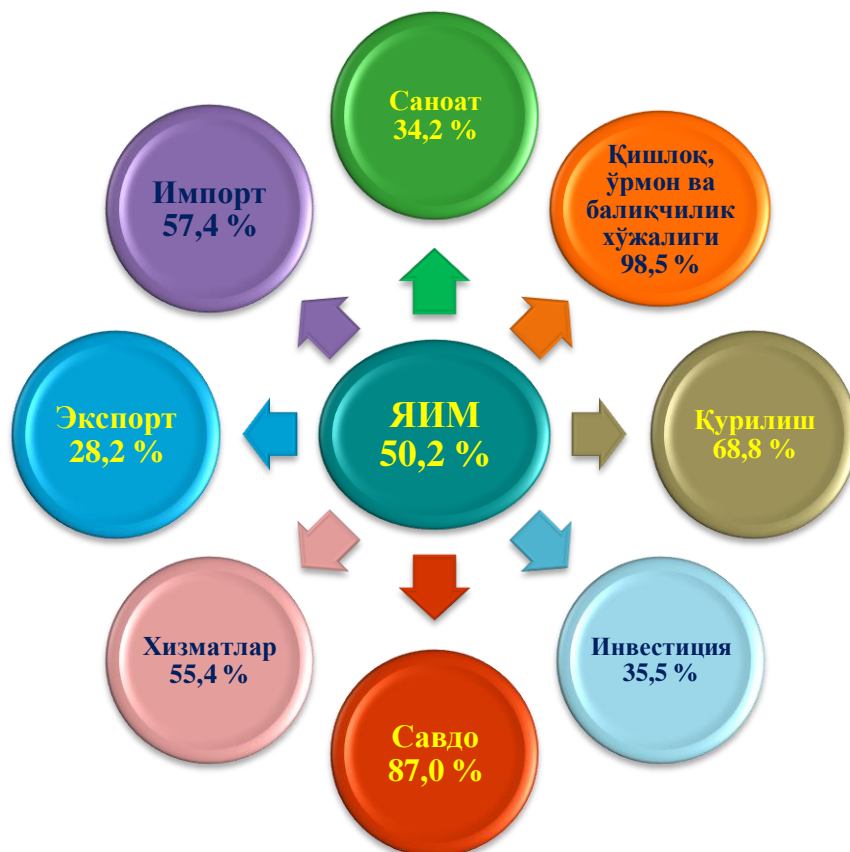 Саноат
34,2 %
Қишлоқ,
ўрмон ва
балиқчилик
хўжалиги
98,5 %
Импорт
57,4 %
Экспорт
28,2 %
ЯИМ
50,2 %
Қурилиш
68,8 %
Хизматлар
55,4 %
Инвестиция
35,5 %
Савдо
87,0 %